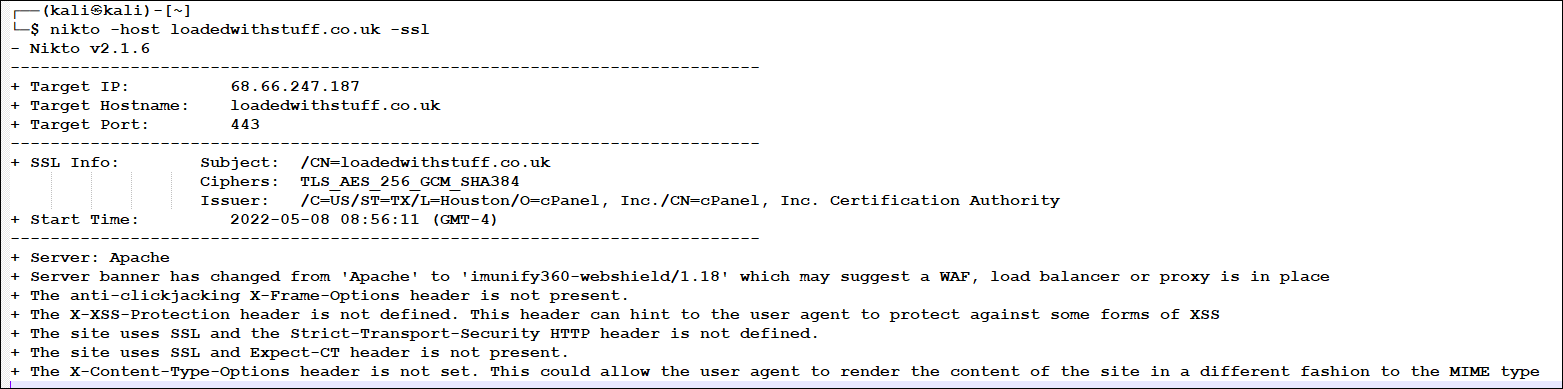 ┌──(kali㉿kali)-[~]
└─$ nikto -host loadedwithstuff.co.uk -ssl
- Nikto v2.1.6
---------------------------------------------------------------------------
+ Target IP:          68.66.247.187
+ Target Hostname:    loadedwithstuff.co.uk
+ Target Port:        443
---------------------------------------------------------------------------
+ SSL Info:        Subject:  /CN=loadedwithstuff.co.uk
                   Ciphers:  TLS_AES_256_GCM_SHA384
                   Issuer:   /C=US/ST=TX/L=Houston/O=cPanel, Inc./CN=cPanel, Inc. Certification Authority
+ Start Time:         2022-05-08 08:56:11 (GMT-4)
---------------------------------------------------------------------------
+ Server: Apache
+ Server banner has changed from 'Apache' to 'imunify360-webshield/1.18' which may suggest a WAF, load balancer or proxy is in place
+ The anti-clickjacking X-Frame-Options header is not present.
+ The X-XSS-Protection header is not defined. This header can hint to the user agent to protect against some forms of XSS
+ The site uses SSL and the Strict-Transport-Security HTTP header is not defined.
+ The site uses SSL and Expect-CT header is not present.
+ The X-Content-Type-Options header is not set. This could allow the user agent to render the content of the site in a different fashion to the MIME type